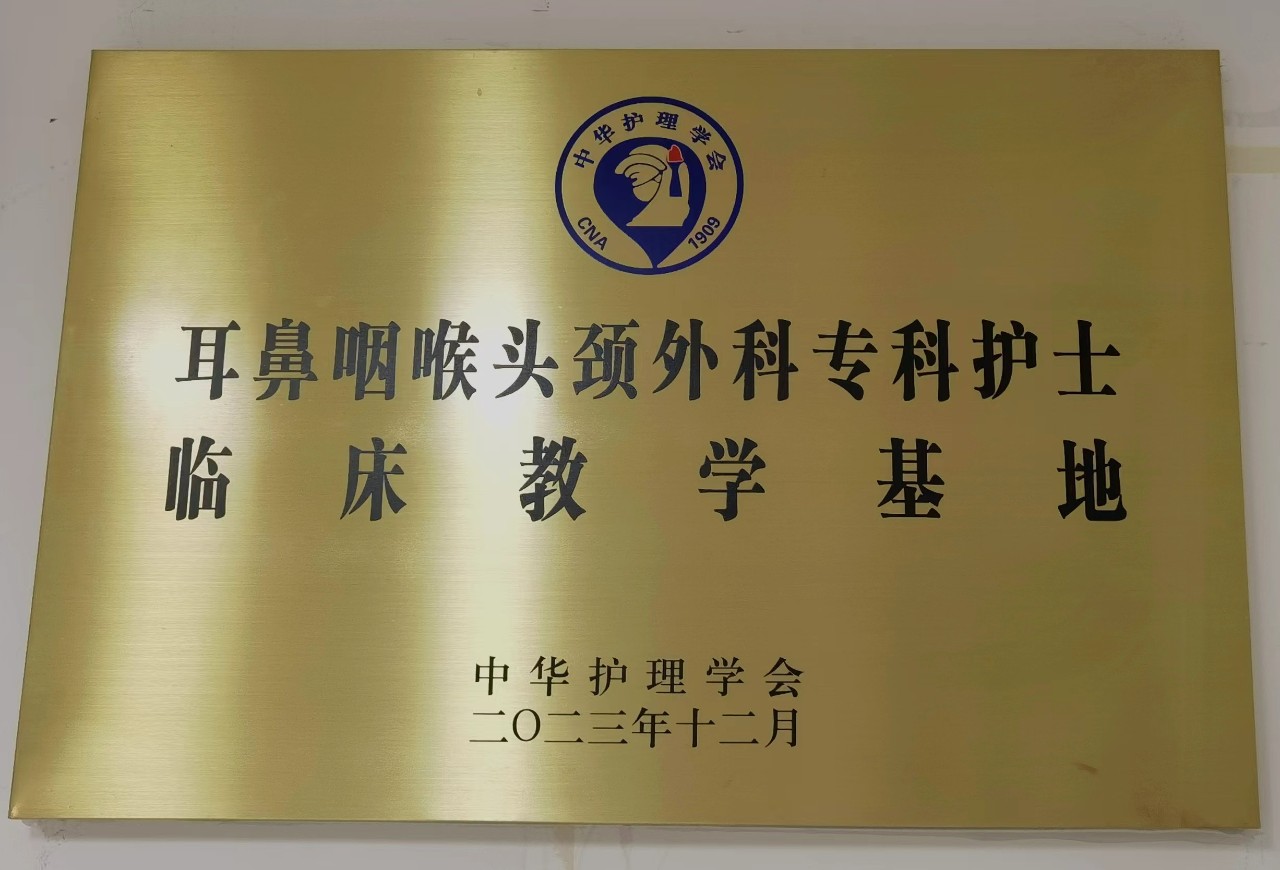 中华护理学会
CNA 1909
耳鼻咽喉头颈外科专科护士
临床教学基地
中华护理学会
二〇二三年十二月